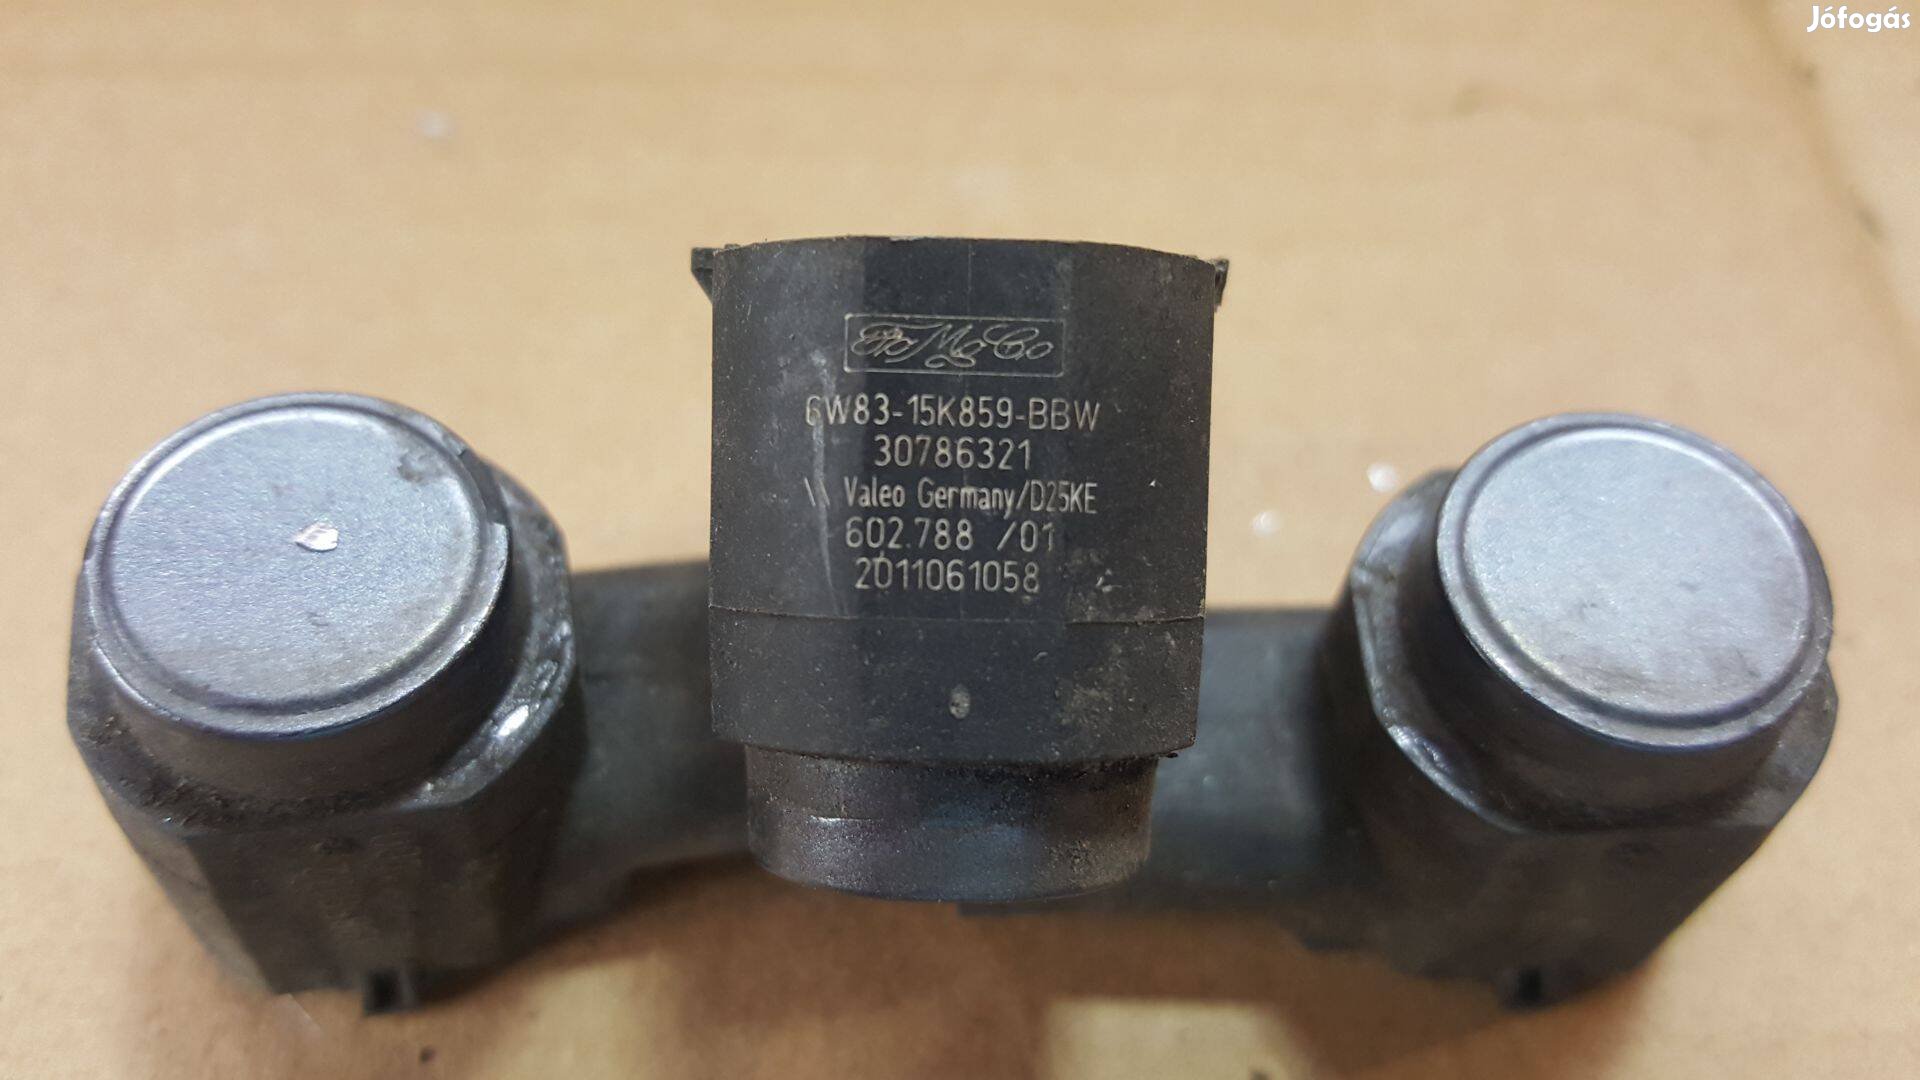 Jófogás
FoMoCo
6W83-15K859-BBW
30786321
Valeo Germany/D25KE
602.788 /01
2011061058